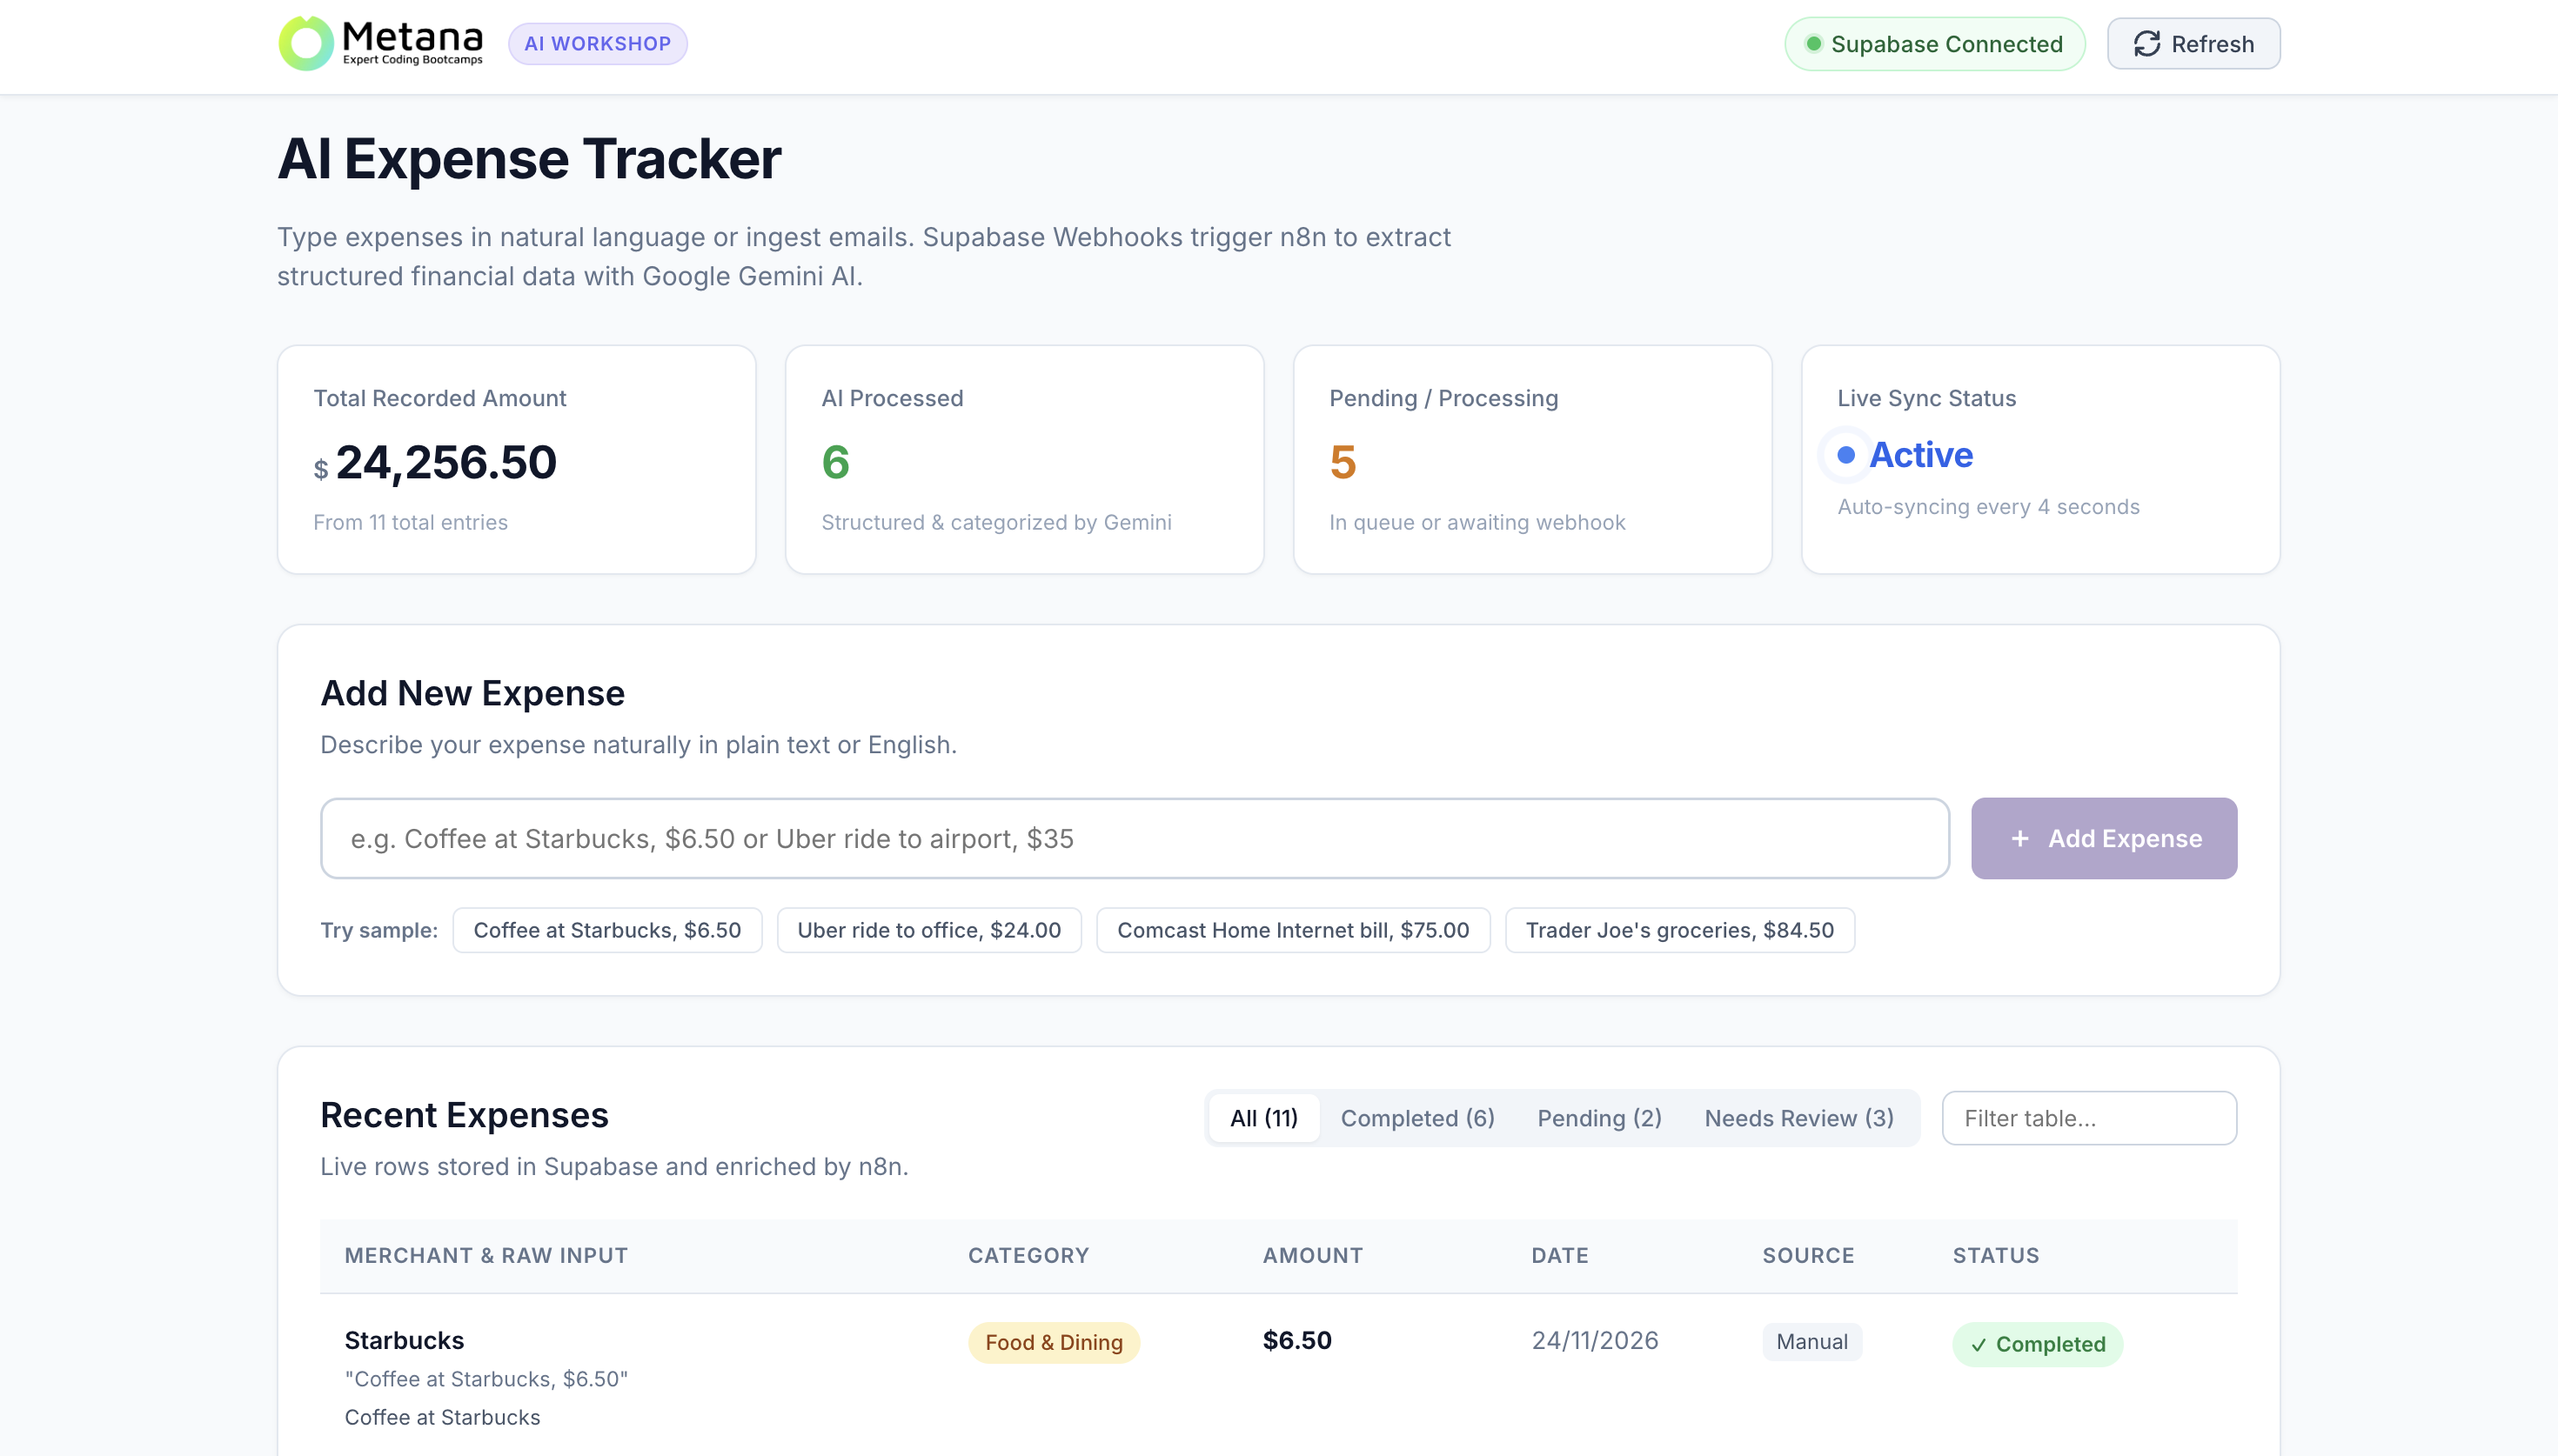 Metana
Expert Coding Bootcamps
AI WORKSHOP
Supabase Connected
Refresh
AI Expense Tracker
Type expenses in natural language or ingest emails. Supabase Webhooks trigger n8n to extract
structured financial data with Google Gemini AI.
Total Recorded Amount
$ 24,256.50
From 11 total entries
AI Processed
6
Structured & categorized by Gemini
Pending / Processing
5
In queue or awaiting webhook
Live Sync Status
Active
Auto-syncing every 4 seconds
Add New Expense
Describe your expense naturally in plain text or English.
e.g. Coffee at Starbucks, $6.50 or Uber ride to airport, $35
+ Add Expense
Try sample:
Coffee at Starbucks, $6.50
Uber ride to office, $24.00
Comcast Home Internet bill, $75.00
Trader Joe's groceries, $84.50
Recent Expenses
Live rows stored in Supabase and enriched by n8n.
All (11)
Completed (6)
Pending (2)
Needs Review (3)
Filter table...
MERCHANT & RAW INPUT
CATEGORY
AMOUNT
DATE
SOURCE
STATUS
Starbucks
"Coffee at Starbucks, $6.50"
Coffee at Starbucks
Food & Dining
$6.50
24/11/2026
Manual
✓ Completed